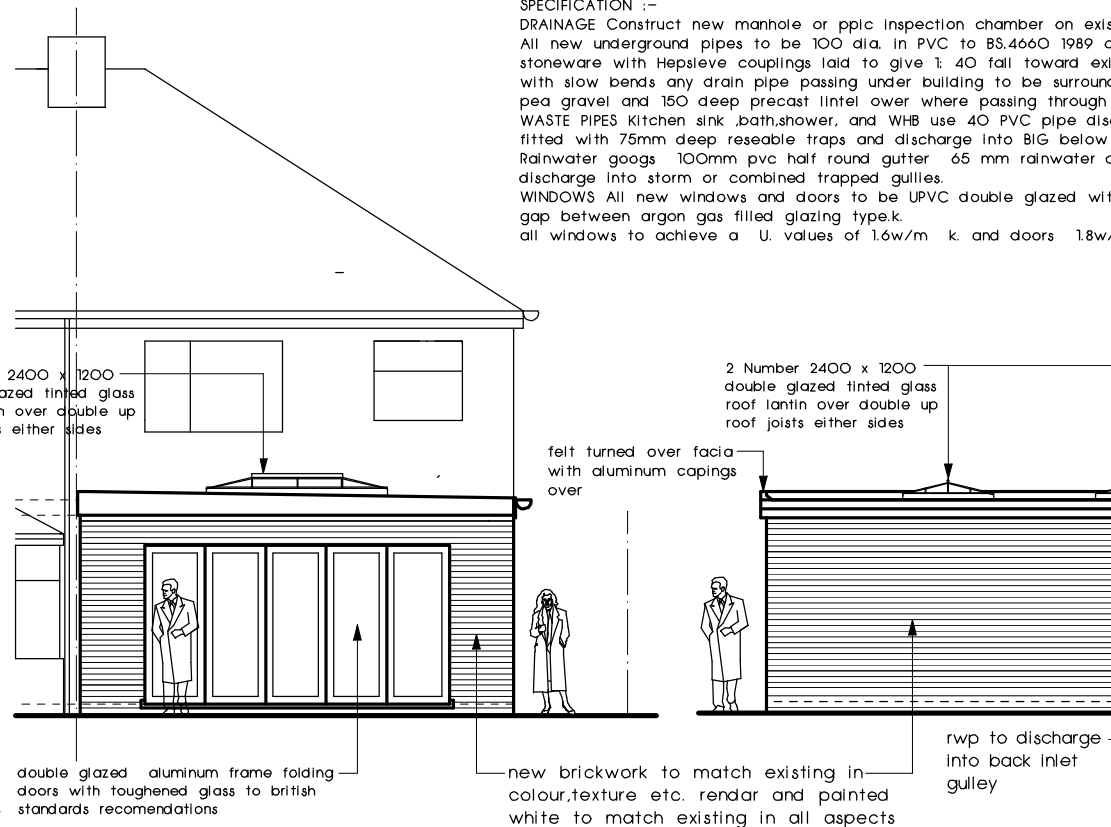 SPECIFICATION :-
DRAINAGE Construct new manhole or ppic inspection chamber on exis
All new underground pipes to be 100 dia. in PVC to BS.4660 1989 o
stoneware with Hepsleve couplings laid to give 1: 40 fall toward exi
with slow bends any drain pipe passing under building to be surroun
pea gravel and 150 deep precast lintel ower where passing through
WASTE PIPES Kitchen sink ,bath,shower, and WHB use 40 PVC pipe disc
fitted with 75mm deep reseable traps and discharge into BIG below
Rainwater googs 100mm pvc half round gutter 65 mm rainwater
discharge into storm or combined trapped gullies.
WINDOWS All new windows and doors to be UPVC double glazed wit
gap between argon gas filled glazing type.k.
all windows to achieve a U. values of 1.6w/m k. and doors 1.8w/
2400 x 1200
azed tinted glass
n over double up
s either sides
2 Number 2400 x 1200
double glazed tinted glass
roof lantin over double up
roof joists either sides
felt turned over facia
with aluminum capings
over
double glazed aluminum frame folding
doors with toughened glass to british
standards recomendations
new brickwork to match existing in
colour,texture etc. rendar and painted
white to match existing in all aspects
rwp to discharge
into back inlet
gulley